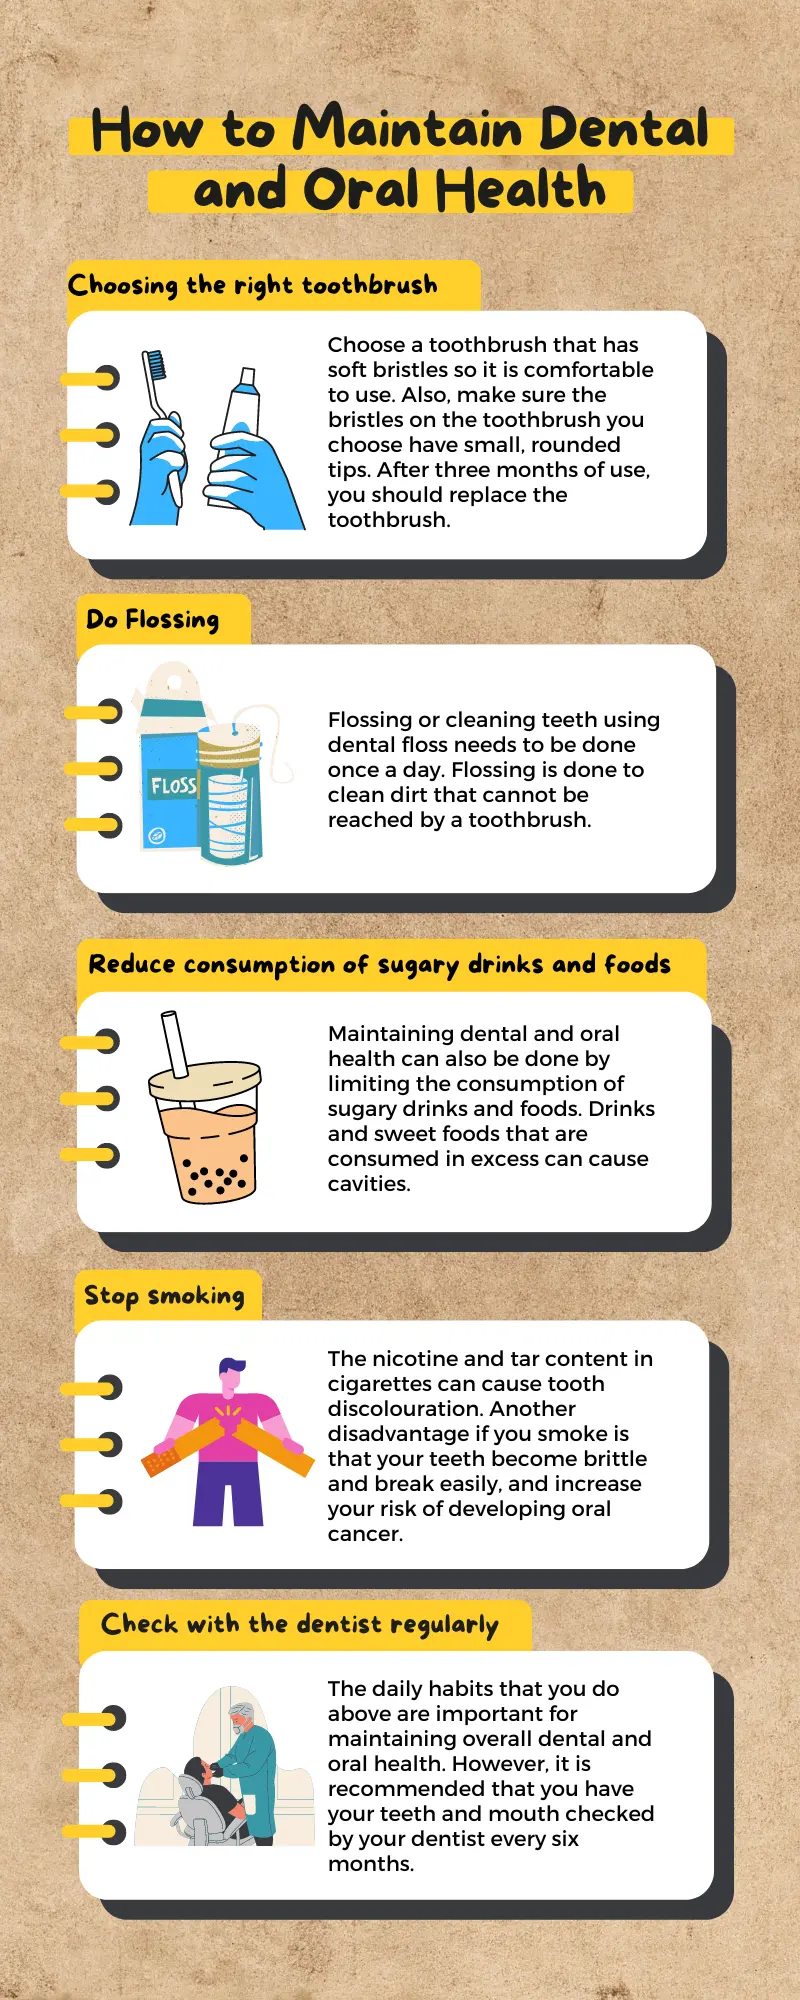 How to Maintain Dental
and Oral Health
Choosing the right toothbrush
Choose a toothbrush that has
soft bristles so it is comfortable
to use. Also, make sure the
bristles on the toothbrush you
choose have small, rounded
tips. After three months of use,
you should replace the
toothbrush.
Do Flossing
FLOSS
Flossing or cleaning teeth using
dental floss needs to be done
once a day. Flossing is done to
clean dirt that cannot be
reached by a toothbrush.
Reduce consumption of sugary drinks and foods
Maintaining dental and oral
health can also be done by
limiting the consumption of
sugary drinks and foods. Drinks
and sweet foods that are
consumed in excess can cause
cavities.
Stop smoking
The nicotine and tar content in
cigarettes can cause tooth
discolouration. Another
disadvantage if you smoke is
that your teeth become brittle
and break easily, and increase
your risk of developing oral
cancer.
Check with the dentist regularly
The daily habits that you do
above are important for
maintaining overall dental and
oral health. However, it is
recommended that you have
your teeth and mouth checked
by your dentist every six
months.